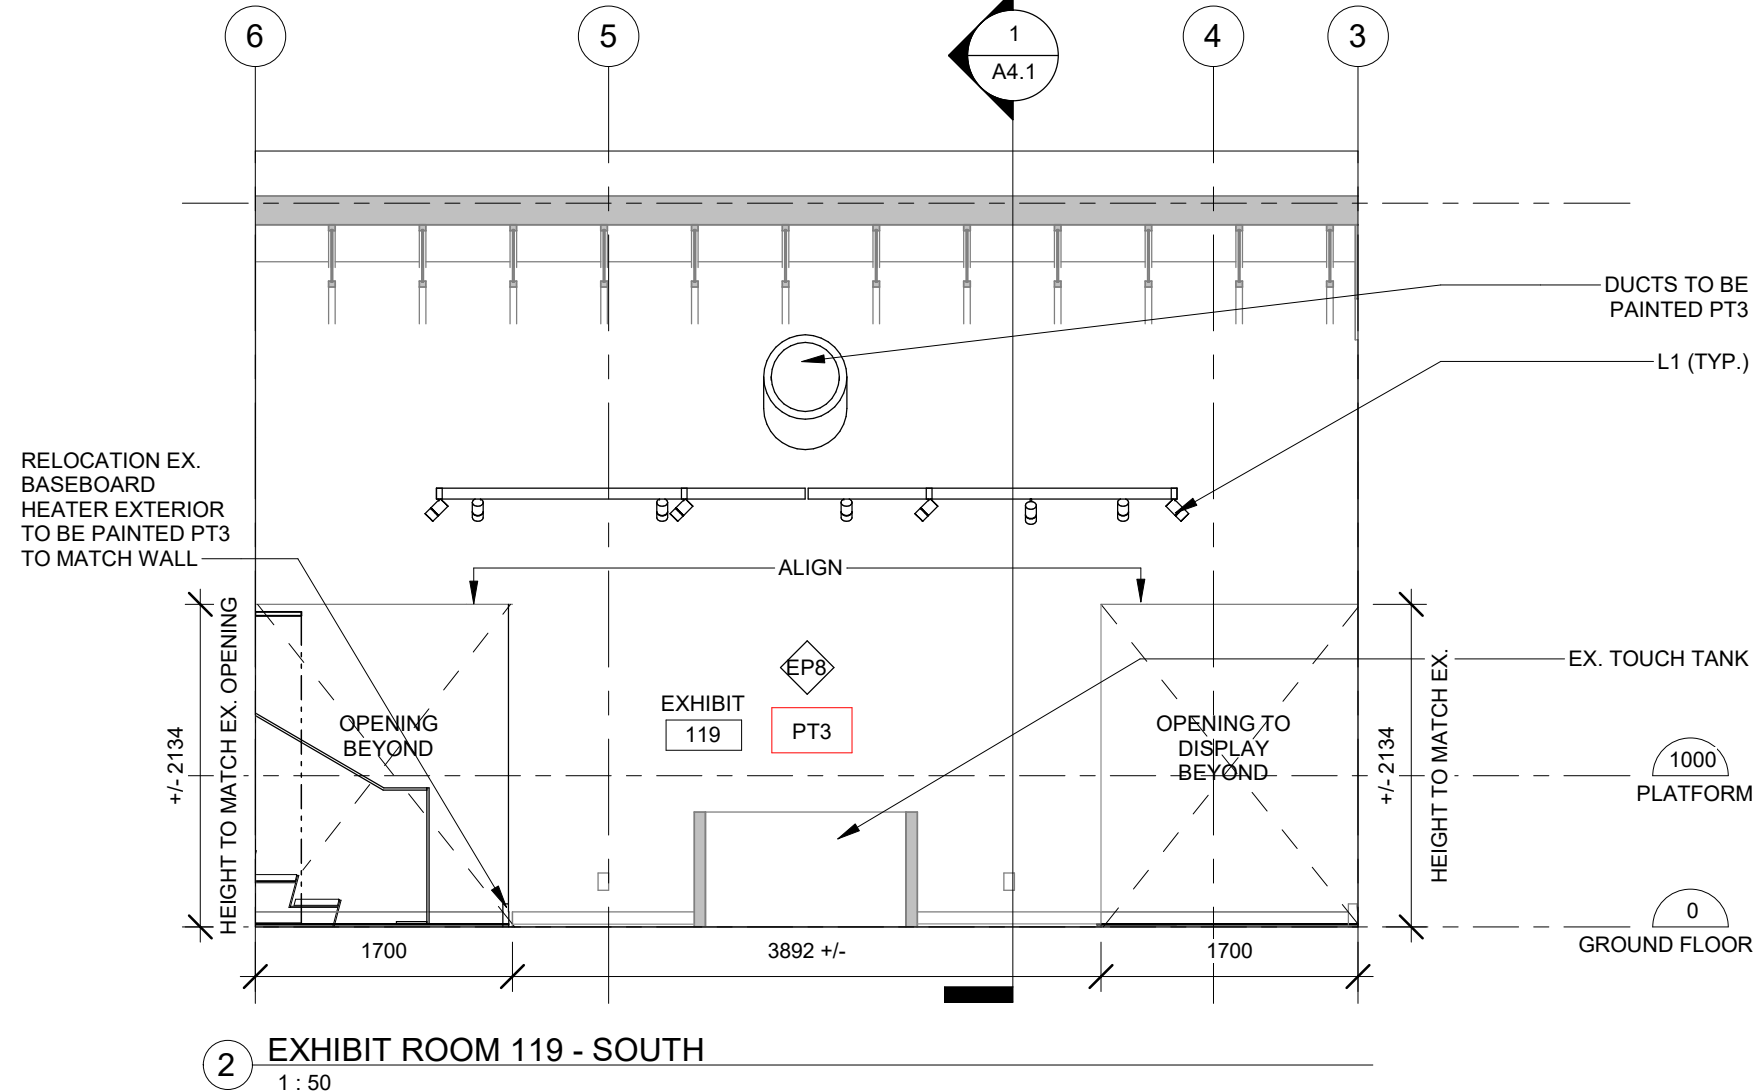 6
5
1
A4.1
4
3
DUCTS TO BE
PAINTED PT3
L1 (TYP.)
RELOCATION EX.
BASEBOARD
HEATER EXTERIOR
TO BE PAINTED PT3
TO MATCH WALL
ALIGN
+/- 2134
HEIGHT TO MATCH EX. OPENING
OPENING
BEYOND
EP8
EXHIBIT
119
PT3
OPENING TO
DISPLAY
BEYOND
+/- 2134
HEIGHT TO MATCH EX.
EX. TOUCH TANK
1000
PLATFORM
0
GROUND FLOOR
1700
3892 +/-
1700
2
EXHIBIT ROOM 119 - SOUTH
1 : 50